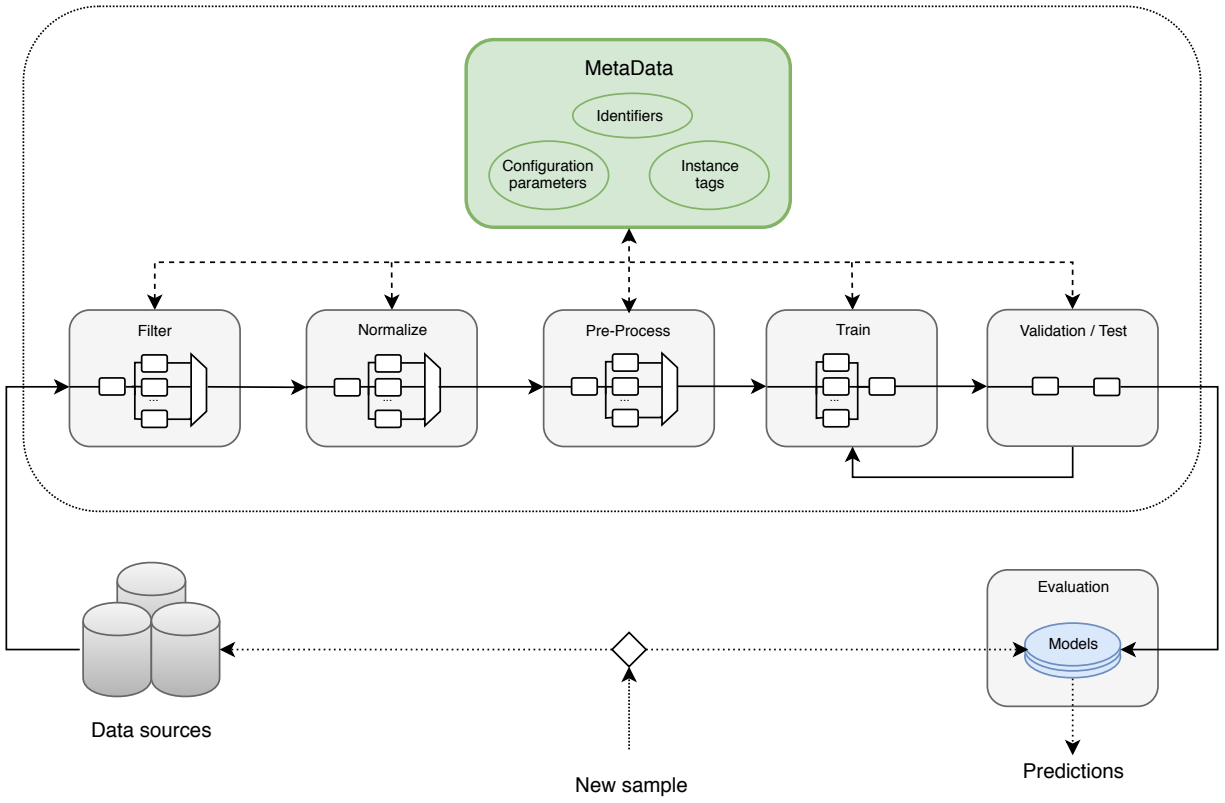 MetaData
Identifiers
Configuration
parameters
Instance
tags
Filter
Normalize
Pre-Process
Train
Validation / Test
...
...
...
...
Evaluation
Models
Data sources
New sample
Predictions